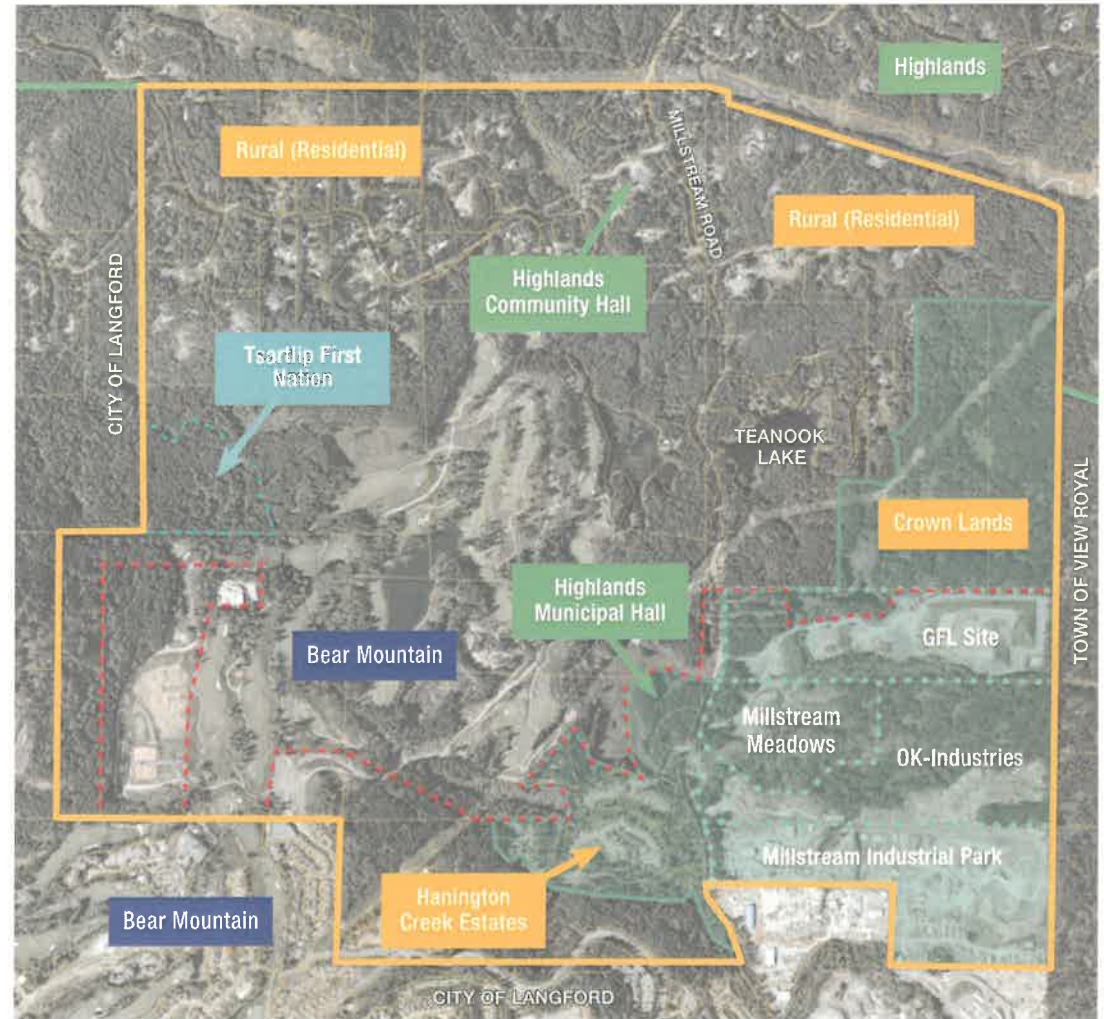 Highlands
Rural (Residential)
MILLSTREAM ROAD
Rural (Residential)
Highlands
Community Hall
CITY OF LANGFORD
Tsartlip First
Nation
TEANOOK
LAKE
Crown Lands
TOWN OF VIEW ROYAL
Highlands
Municipal Hall
GFL Site
Bear Mountain
Millstream
Meadows
OK-Industries
Millstream Industrial Park
Hanington
Creek Estates
Bear Mountain
CITY OF LANGFORD